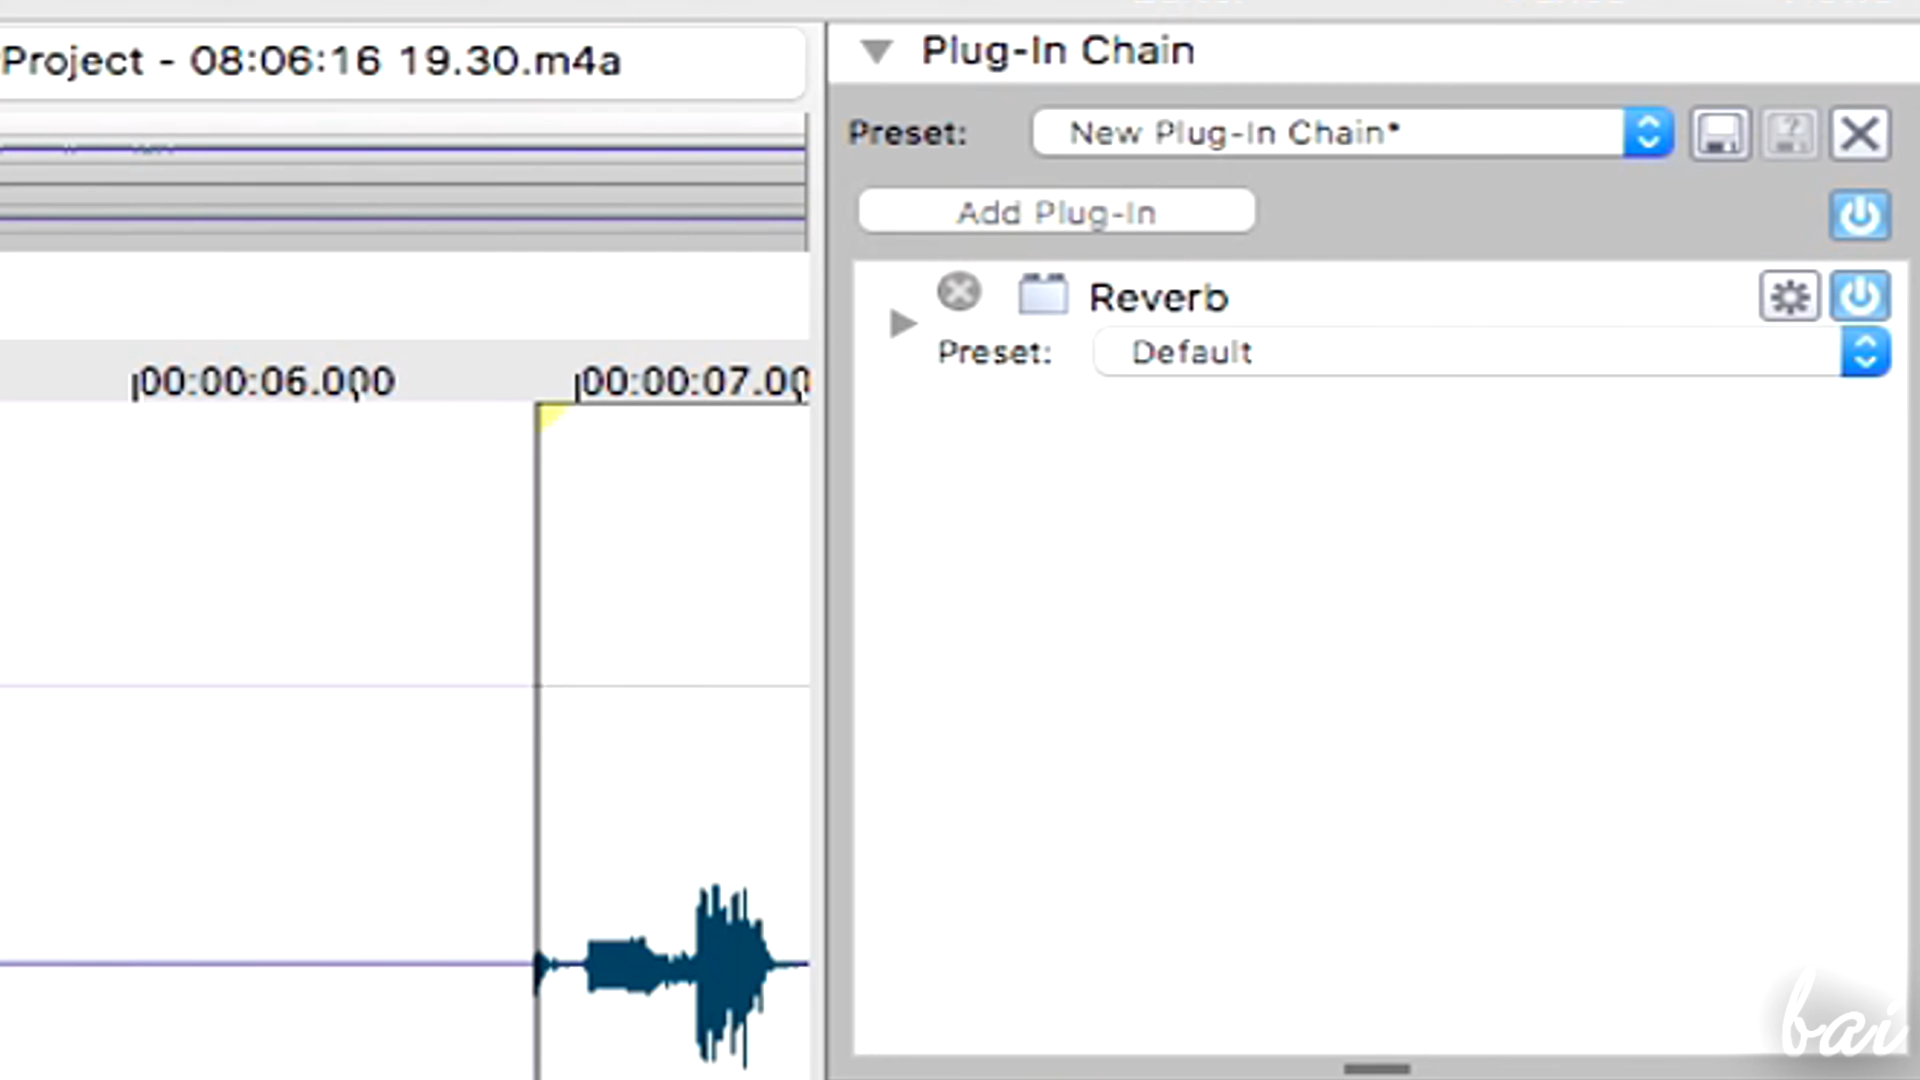 Project - 08:06:16 19.30.m4a
Plug-In Chain
Preset: New Plug-In Chain*
Add Plug-In
Reverb
Preset: Default
00:00:06.000 00:00:07.00
bai